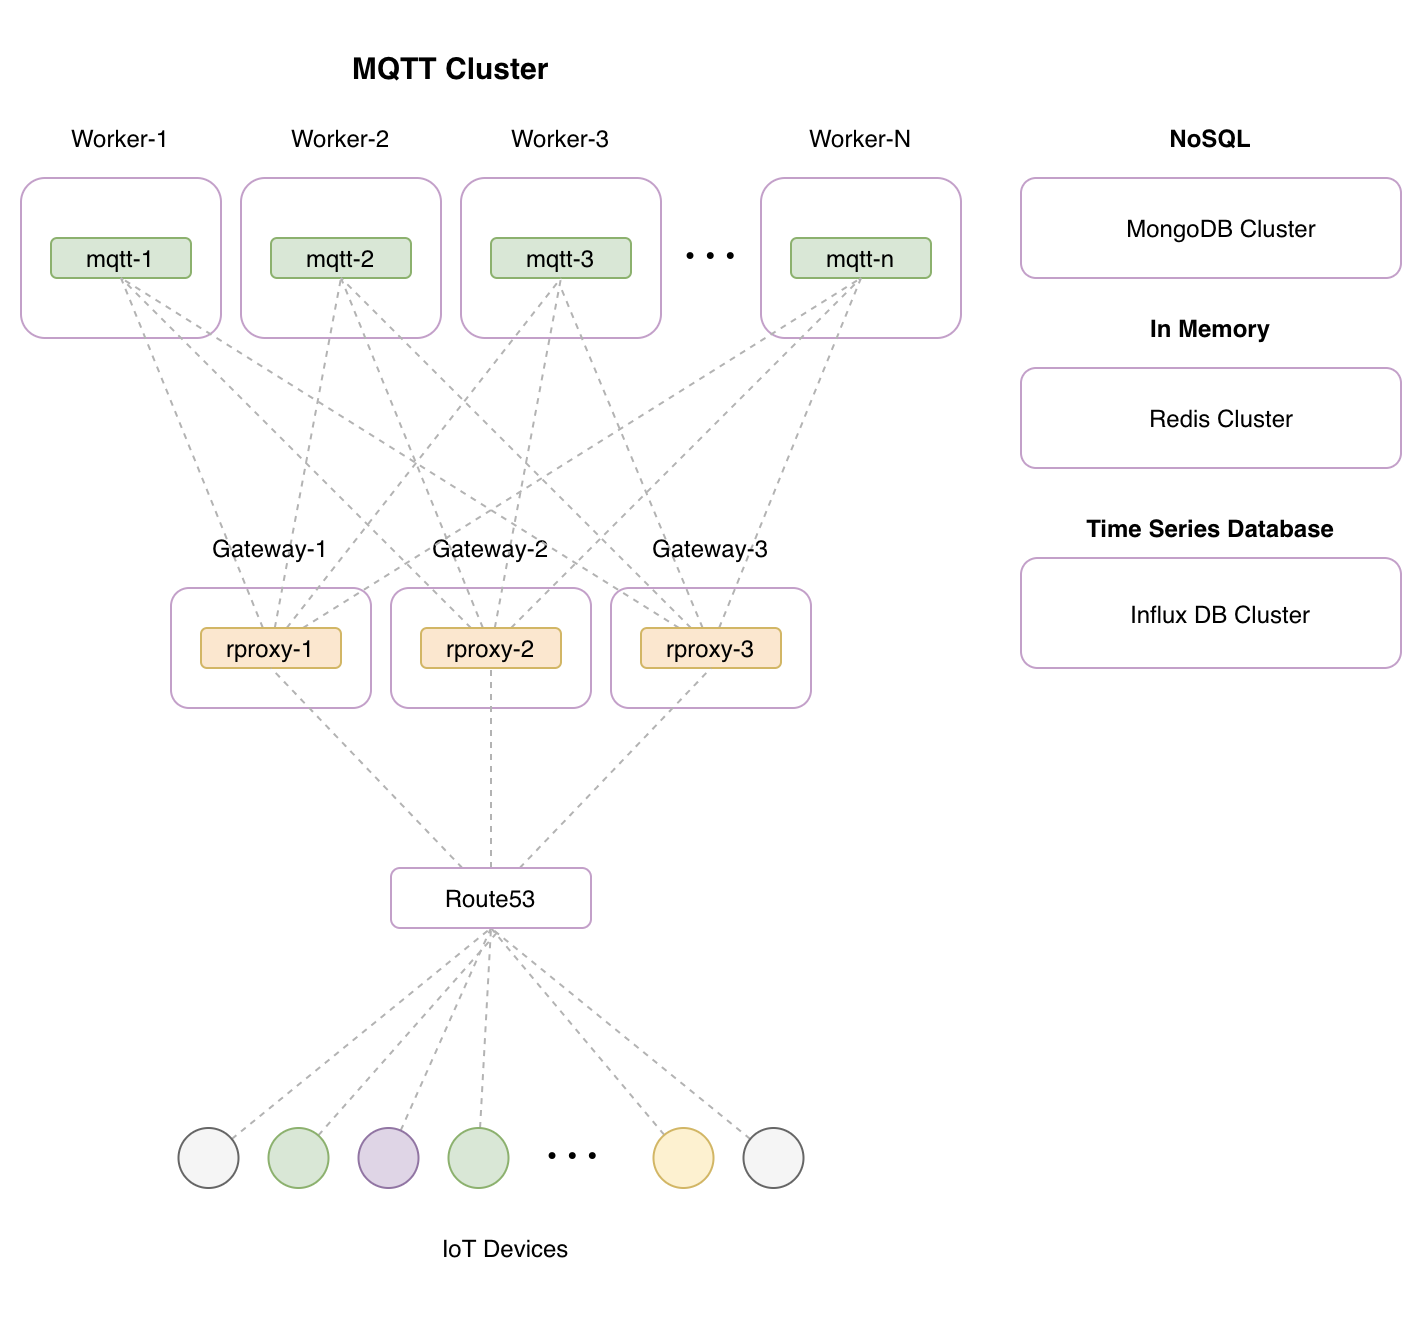 MQTT Cluster
Worker-1
Worker-2
Worker-3
Worker-N
NoSQL
mqtt-1
mqtt-2
mqtt-3
• • •
mqtt-n
MongoDB Cluster
In Memory
Redis Cluster
Time Series Database
Gateway-1
Gateway-2
Gateway-3
Influx DB Cluster
rproxy-1
rproxy-2
rproxy-3
Route53
• • •
IoT Devices